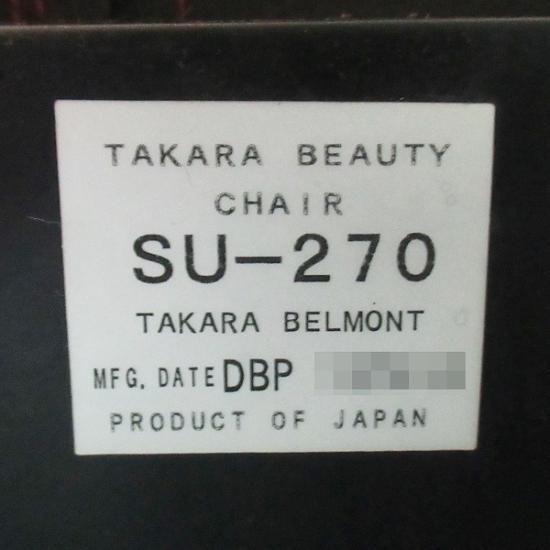 TAKARA BEAUTY
CHAIR
SU-270
TAKARA BELMONT
MFG. DATE DBP
PRODUCT OF JAPAN